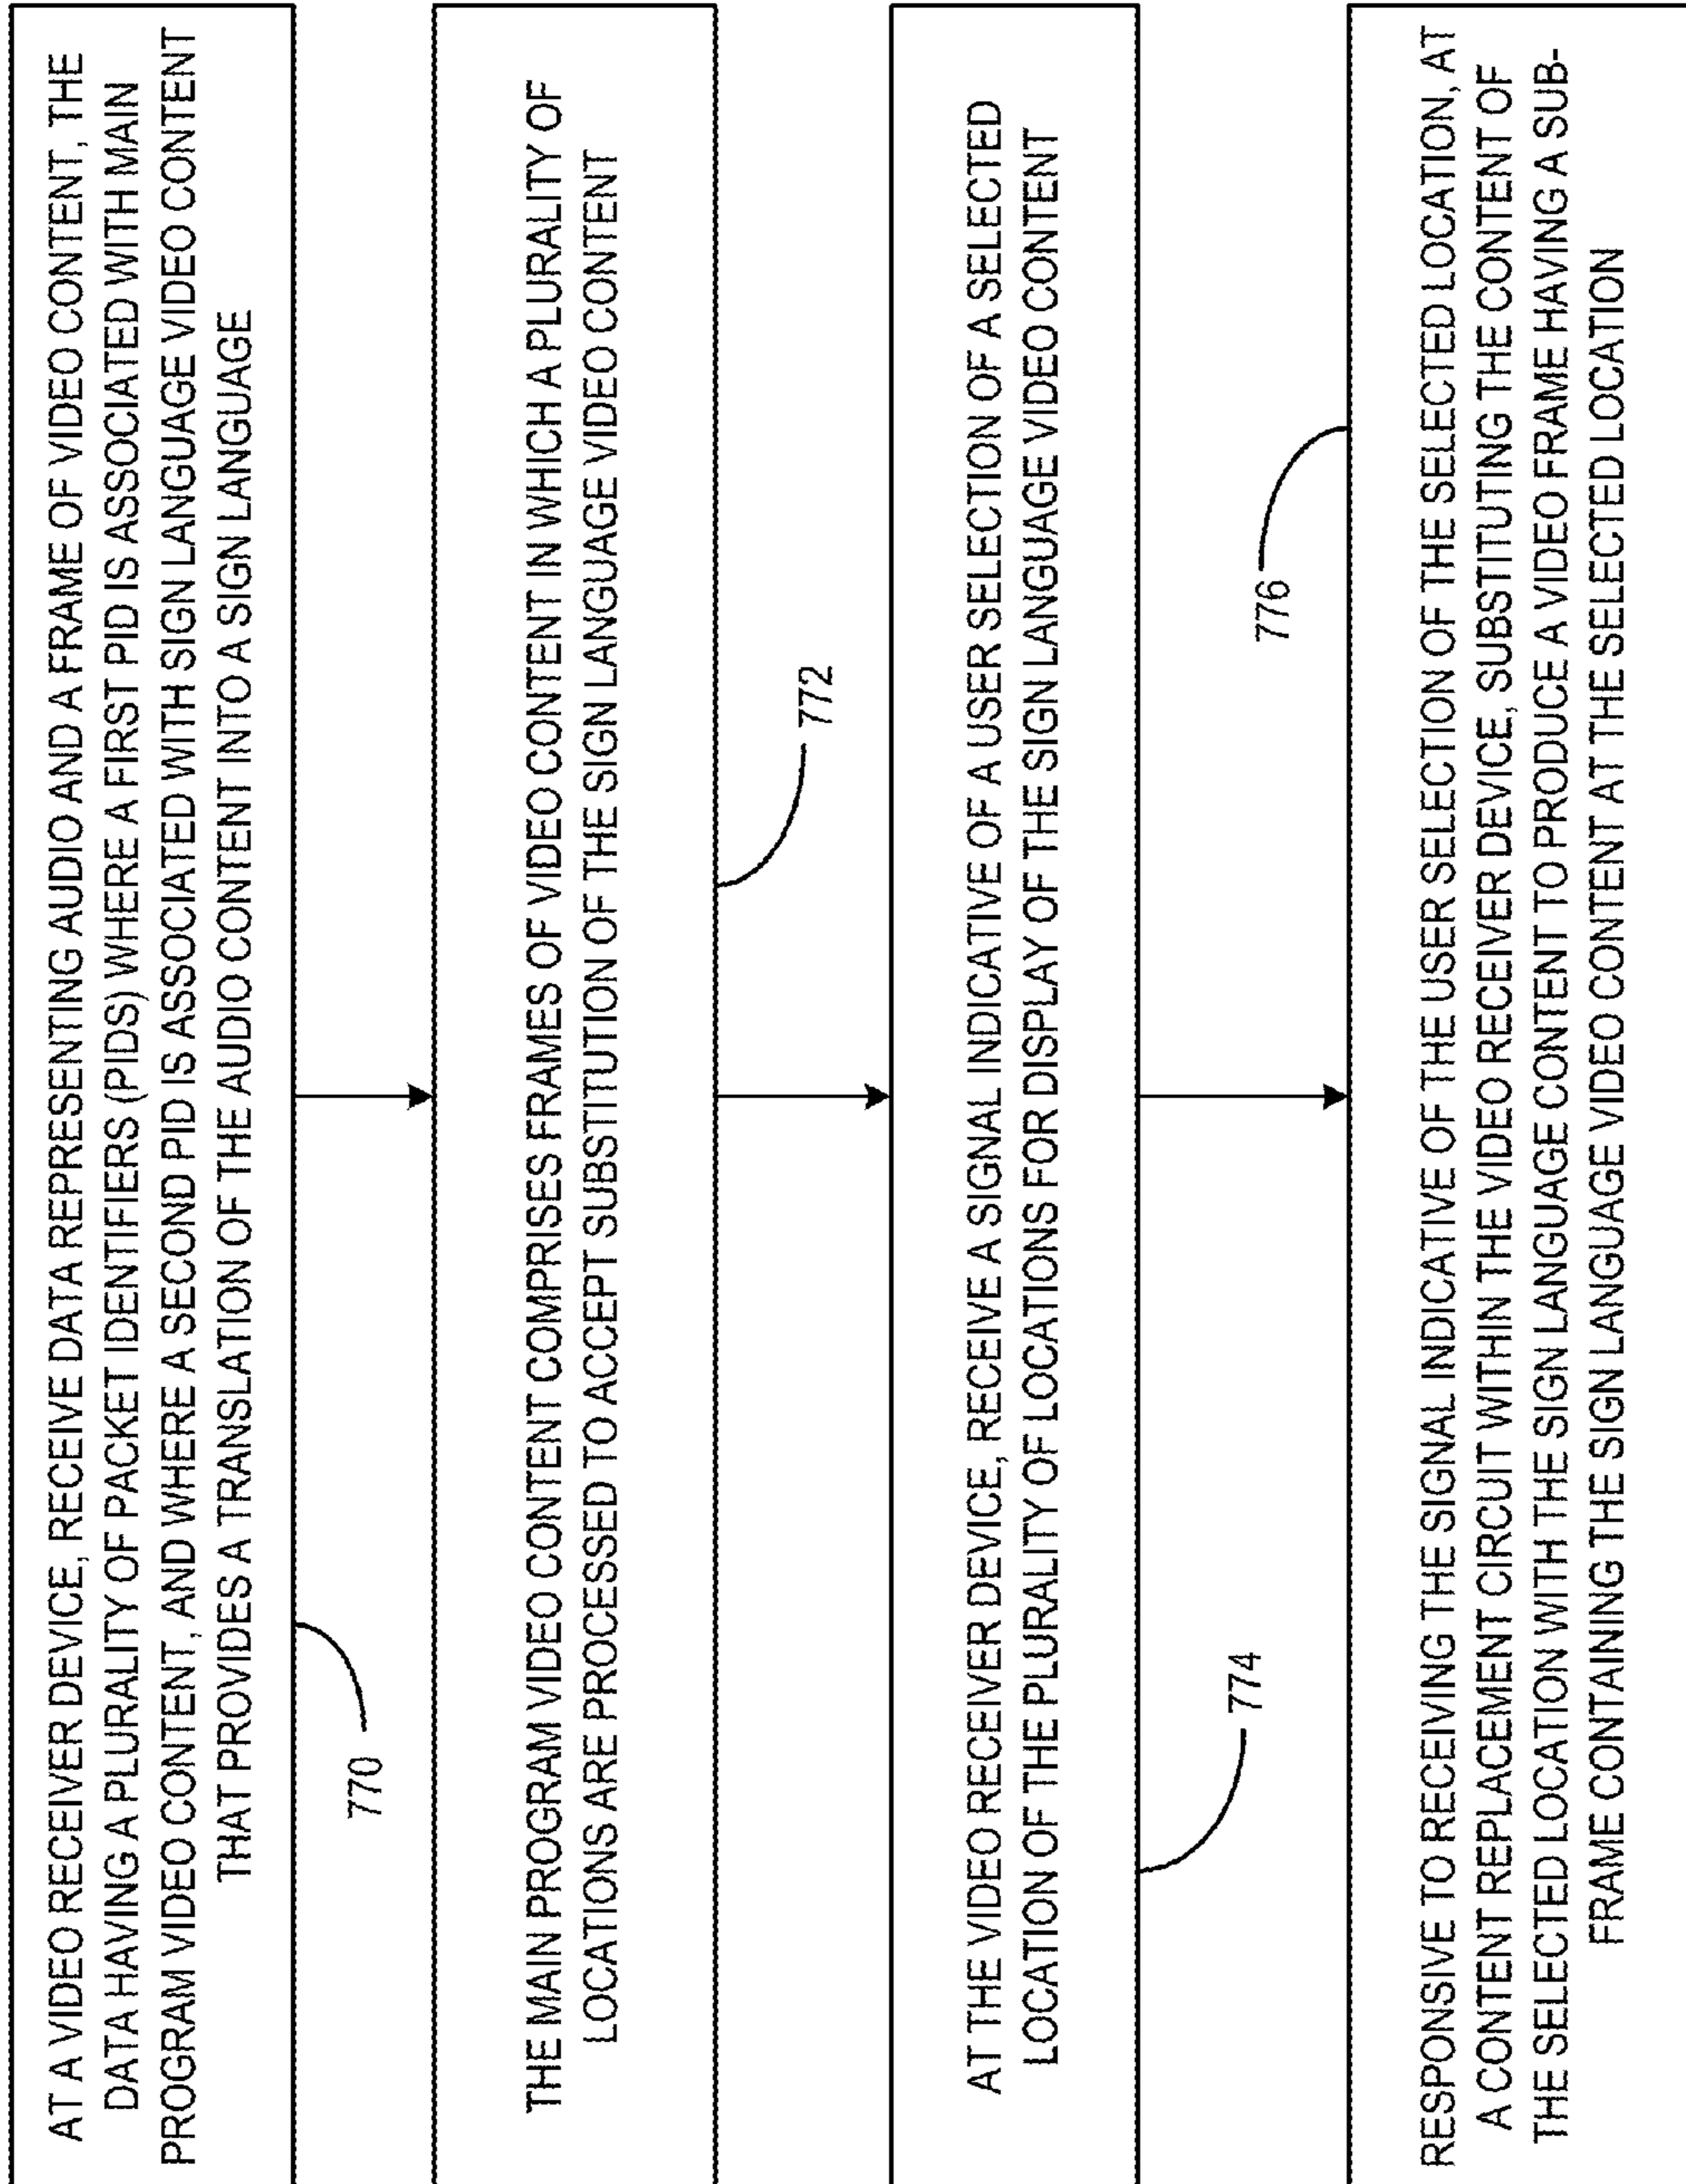 AT A VIDEO RECEIVER DEVICE, RECEIVE DATA REPRESENTING AUDIO AND A FRAME OF VIDEO CONTENT, THE
DATA HAVING A PLURALITY OF PACKET IDENTIFIERS (PIDS) WHERE A FIRST PID IS ASSOCIATED WITH MAIN
PROGRAM VIDEO CONTENT, AND WHERE A SECOND PID IS ASSOCIATED WITH SIGN LANGUAGE VIDEO CONTENT
THAT PROVIDES A TRANSLATION OF THE AUDIO CONTENT INTO A SIGN LANGUAGE
770
THE MAIN PROGRAM VIDEO CONTENT COMPRISES FRAMES OF VIDEO CONTENT IN WHICH A PLURALITY OF
LOCATIONS ARE PROCESSED TO ACCEPT SUBSTITUTION OF THE SIGN LANGUAGE VIDEO CONTENT
772
AT THE VIDEO RECEIVER DEVICE, RECEIVE A SIGNAL INDICATIVE OF A USER SELECTION OF A SELECTED
LOCATION OF THE PLURALITY OF LOCATIONS FOR DISPLAY OF THE SIGN LANGUAGE VIDEO CONTENT
774
776
RESPONSIVE TO RECEIVING THE SIGNAL INDICATIVE OF THE USER SELECTION OF THE SELECTED LOCATION, AT
A CONTENT REPLACEMENT CIRCUIT WITHIN THE VIDEO RECEIVER DEVICE, SUBSTITUTING THE CONTENT OF
THE SELECTED LOCATION WITH THE SIGN LANGUAGE CONTENT TO PRODUCE A VIDEO FRAME HAVING A SUB-
FRAME CONTAINING THE SIGN LANGUAGE VIDEO CONTENT AT THE SELECTED LOCATION